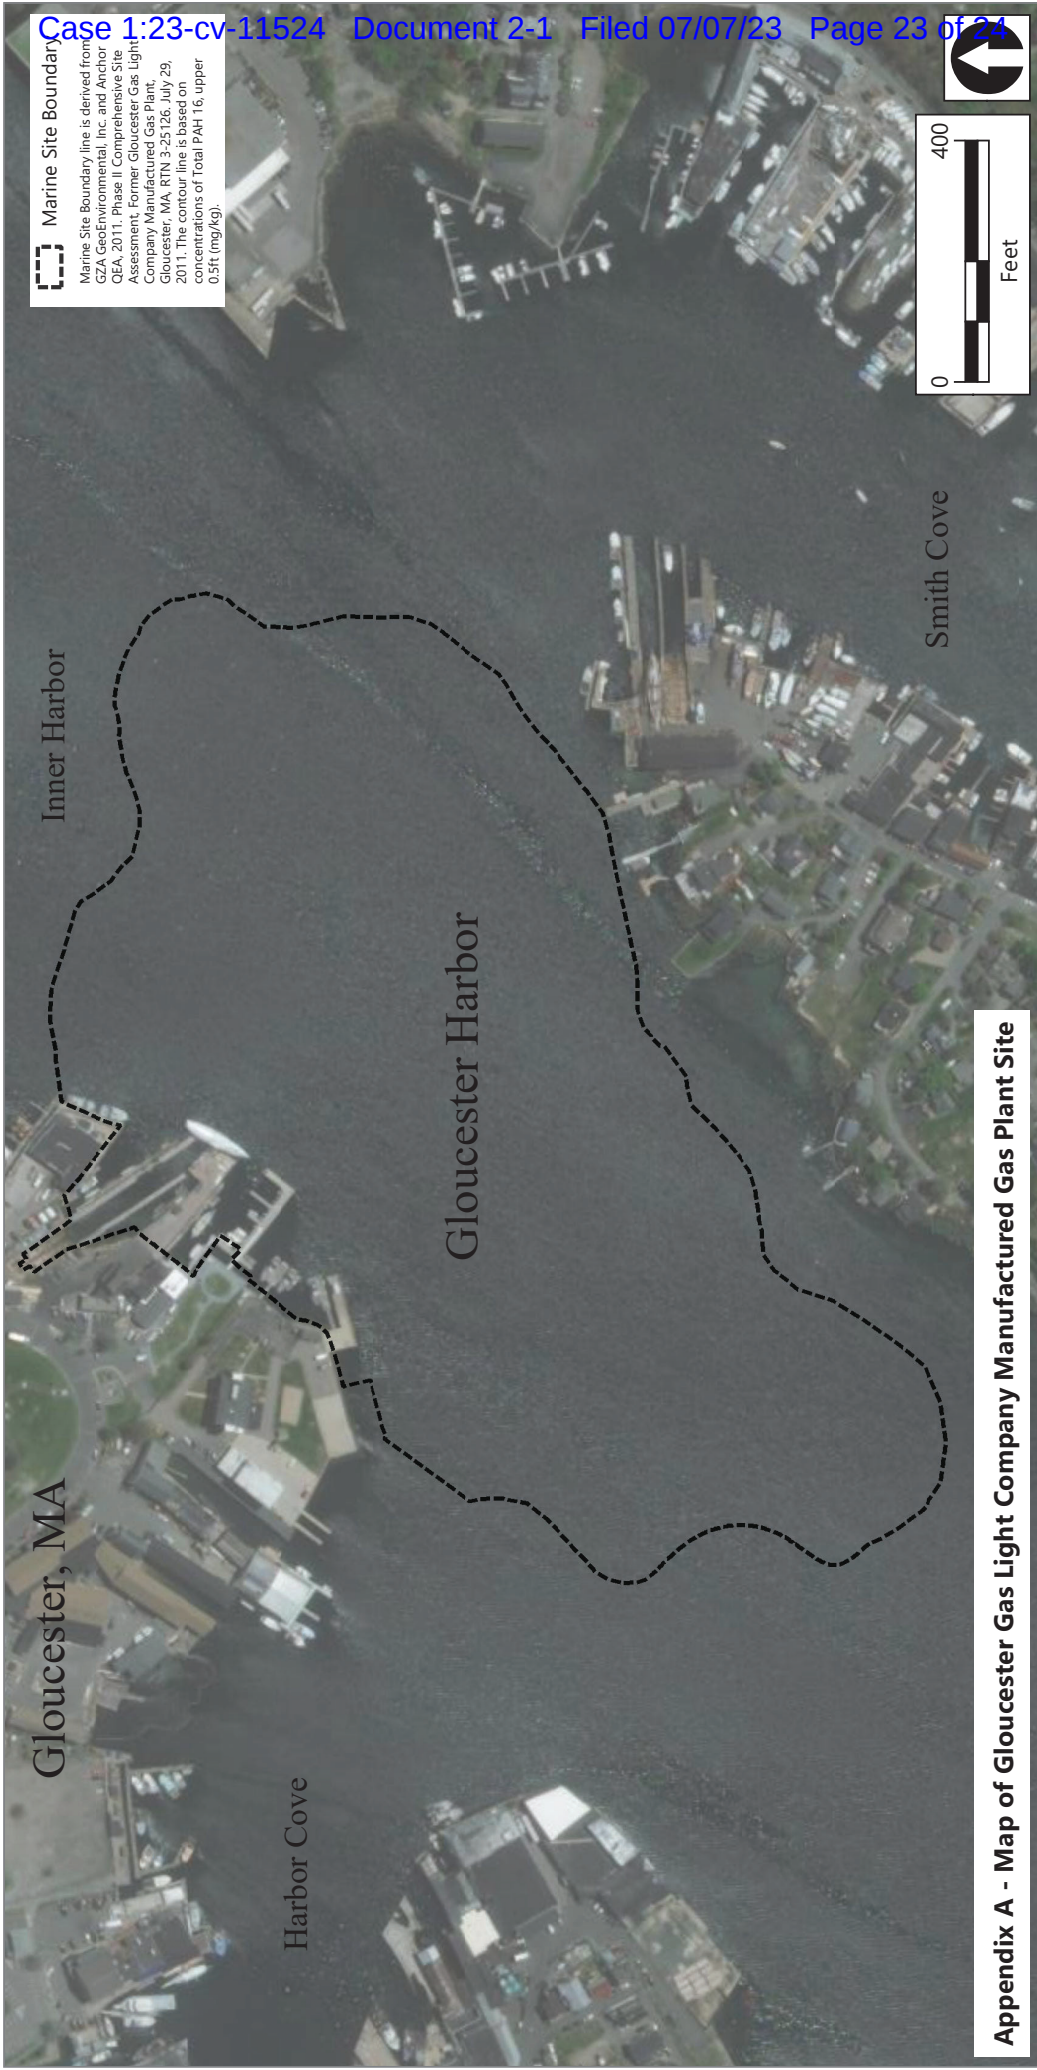 Case 1:23-cv-11524 Document 2-1 Filed 07/07/23 Page 23 of 24
Marine Site Boundary
Marine Site Boundary line is derived from
GZA GeoEnvironmental, Inc. and Anchor
QEA, 2011. Phase II Comprehensive Site
Assessment, Former Gloucester Gas Light
Company Manufactured Gas Plant,
Gloucester, MA, RTN 3-25126. July 29,
2011. The contour line is based on
concentrations of Total PAH 16, upper
0.5ft (mg/kg).
Gloucester, MA
Inner Harbor
Harbor Cove
Gloucester Harbor
Smith Cove
0 400
Feet
Appendix A - Map of Gloucester Gas Light Company Manufactured Gas Plant Site